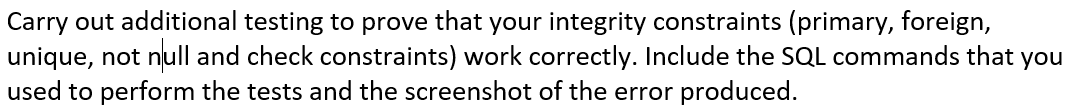 Carry out additional testing to prove that your integrity constraints (primary, foreign,
unique, not null and check constraints) work correctly. Include the SQL commands that you
used to perform the tests and the screenshot of the error produced.